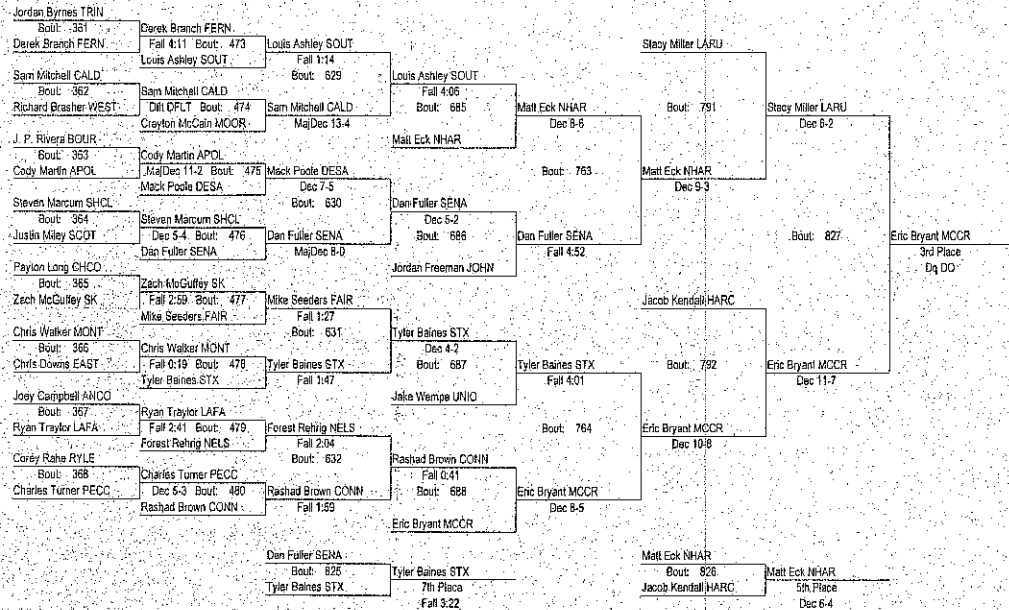 Jordan Byrnes TRIN
Bout: 361
Derek Branch FERN
Sam Mitchell CALD
Bout: 362
Richard Brasher WEST
J. P. Rivera BOUR
Bout: 363
Cody Martin APOL
Steven Marcum SHCL
Bout: 364
Justin Miley SCOT
Payton Long CHCO
Bout: 365
Zach McGuffey SK
Chris Walker MONT
Bout: 366
Chris Downs EAST
Joey Campbell ANCO
Bout: 367
Ryan Traylor LAFA
Corey Rahe RYLE
Bout: 368
Charles Turner PECC
Derek Branch FERN
Fall 4:11 Bout: 473
Louis Ashley SOUT
Sam Mitchell CALD
Dflt DFLT Bout: 474
Crayton McCain MOOR
Cody Martin APOL
MajDec 11-2 Bout: 475
Mack Poole DESA
Steven Marcum SHCL
Dec 5-4 Bout: 476
Dan Fuller SENA
Zach McGuffey SK
Fall 2:59 Bout: 477
Mike Seeders FAIR
Chris Walker MONT
Fall 0:19 Bout: 478
Tyler Baines STX
Ryan Traylor LAFA
Fall 2:41 Bout: 479
Forest Rehrig NELS
Charles Turner PECC
Dec 5-3 Bout: 480
Rashad Brown CONN
Louis Ashley SOUT
Fall 1:14
Bout: 629
Sam Mitchell CALD
MajDec 13-4
Mack Poole DESA
Dec 7-5
Bout: 630
Dan Fuller SENA
MajDec 8-0
Mike Seeders FAIR
Fall 1:27
Bout: 631
Tyler Baines STX
Fall 1:47
Forest Rehrig NELS
Fall 2:04
Bout: 632
Rashad Brown CONN
Fall 1:59
Louis Ashley SOUT
Fall 4:06
Bout: 685
Matt Eck NHAR
Dan Fuller SENA
Dec 5-2
Bout: 686
Jordan Freeman JOHN
Tyler Baines STX
Dec 4-2
Bout: 687
Jake Wempe UNIO
Rashad Brown CONN
Fall 0:41
Bout: 688
Eric Bryant MCCR
Matt Eck NHAR
Dec 8-6
Bout: 763
Dan Fuller SENA
Fall 4:52
Tyler Baines STX
Fall 4:01
Bout: 764
Eric Bryant MCCR
Dec 8-5
Stacy Miller LARU
Bout: 791
Matt Eck NHAR
Dec 9-3
Jacob Kendall HARC
Bout: 792
Eric Bryant MCCR
Dec 10-8
Stacy Miller LARU
Dec 6-2
Bout: 827
Eric Bryant MCCR
Dec 11-7
Eric Bryant MCCR
3rd Place
Dq DQ
Dan Fuller SENA
Bout: 825
Tyler Baines STX
Tyler Baines STX
7th Place
Fall 3:22
Matt Eck NHAR
Bout: 826
Jacob Kendall HARC
Matt Eck NHAR
5th Place
Dec 6-4